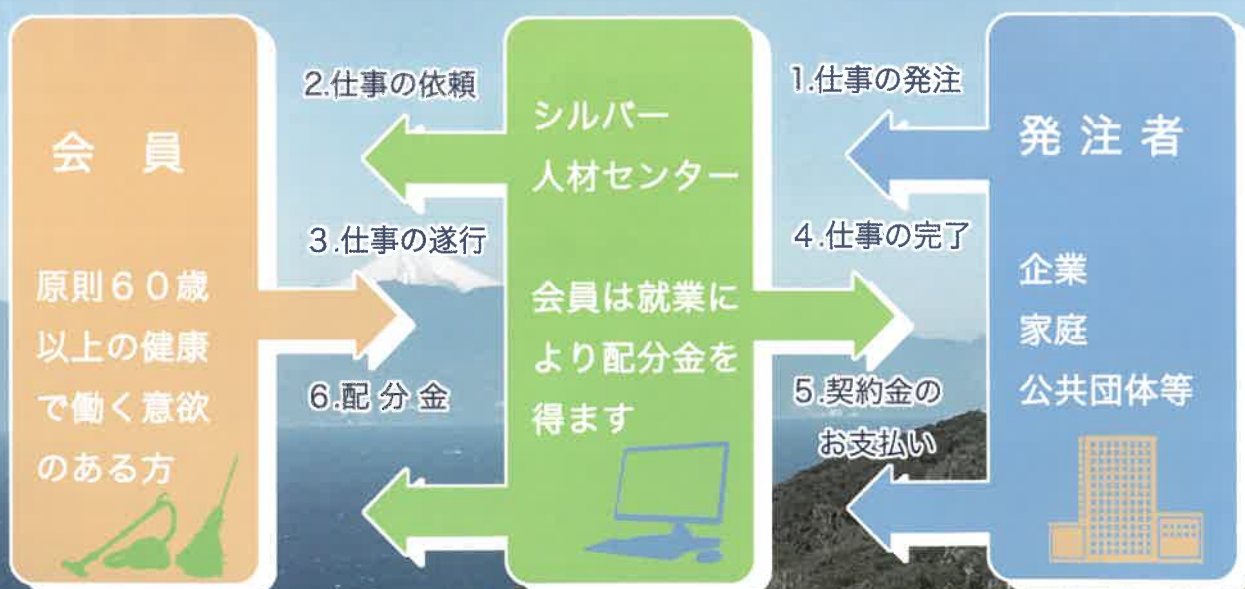 会 員
原則６０歳
以上の健康
で働く意欲
のある方
2.仕事の依頼
３.仕事の遂行
６.配 分 金
シルバー
人材センター
会員は就業に
より配分金を
得ます
1.仕事の発注
４.仕事の完了
５.契約金の
お支払い
発 注 者
企業
家庭
公共団体等